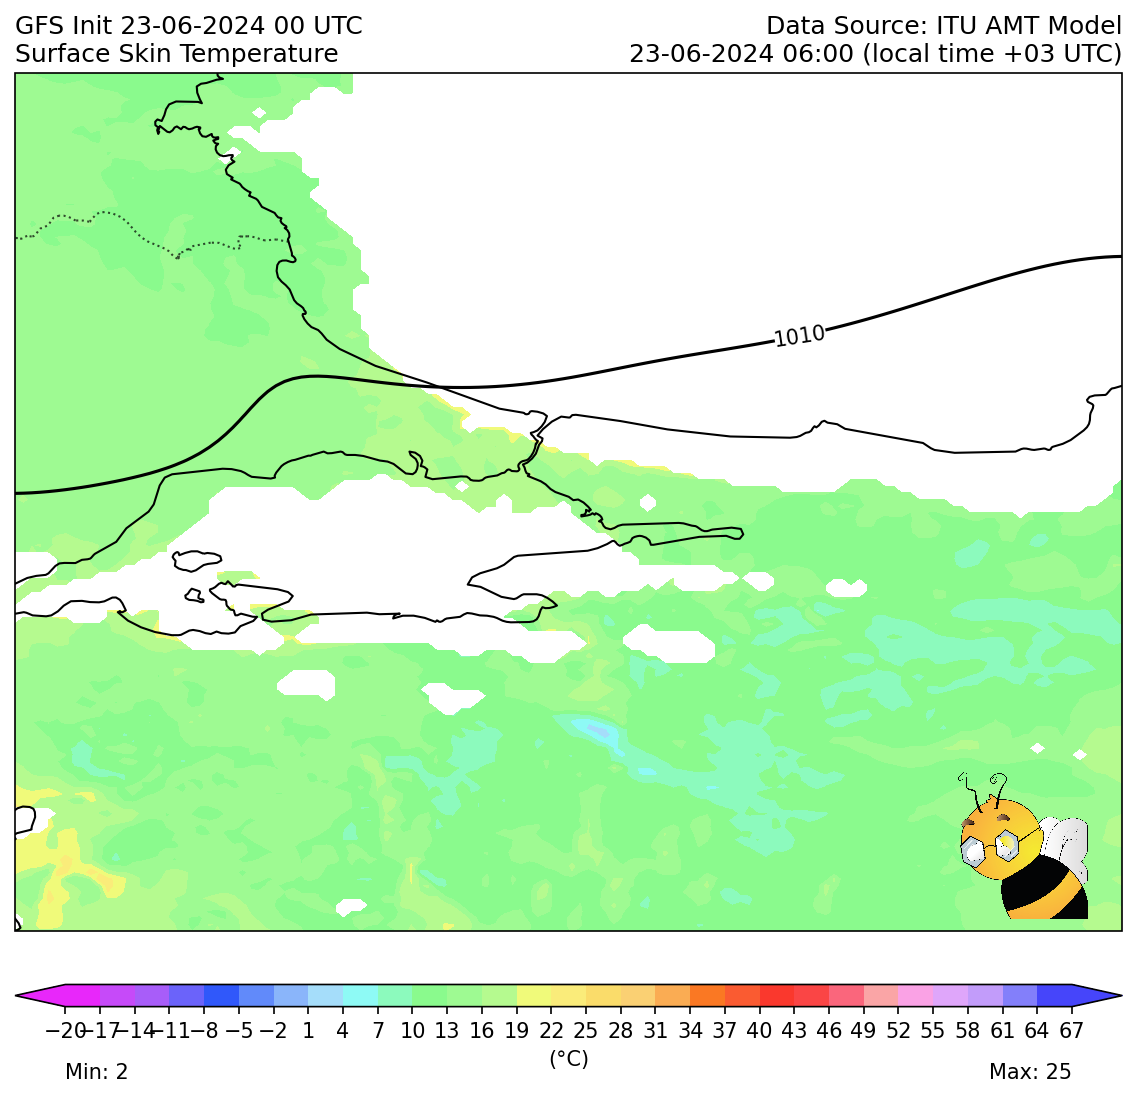 GFS Init 23-06-2024 00 UTC
Data Source: ITU AMT Model
Surface Skin Temperature
23-06-2024 06:00 (local time +03 UTC)
1010
−20 −17 −14 −11 −8 −5 −2 1 4 7 10 13 16 19 22 25 28 31 34 37 40 43 46 49 52 55 58 61 64 67
(°C)
Min: 2
Max: 25